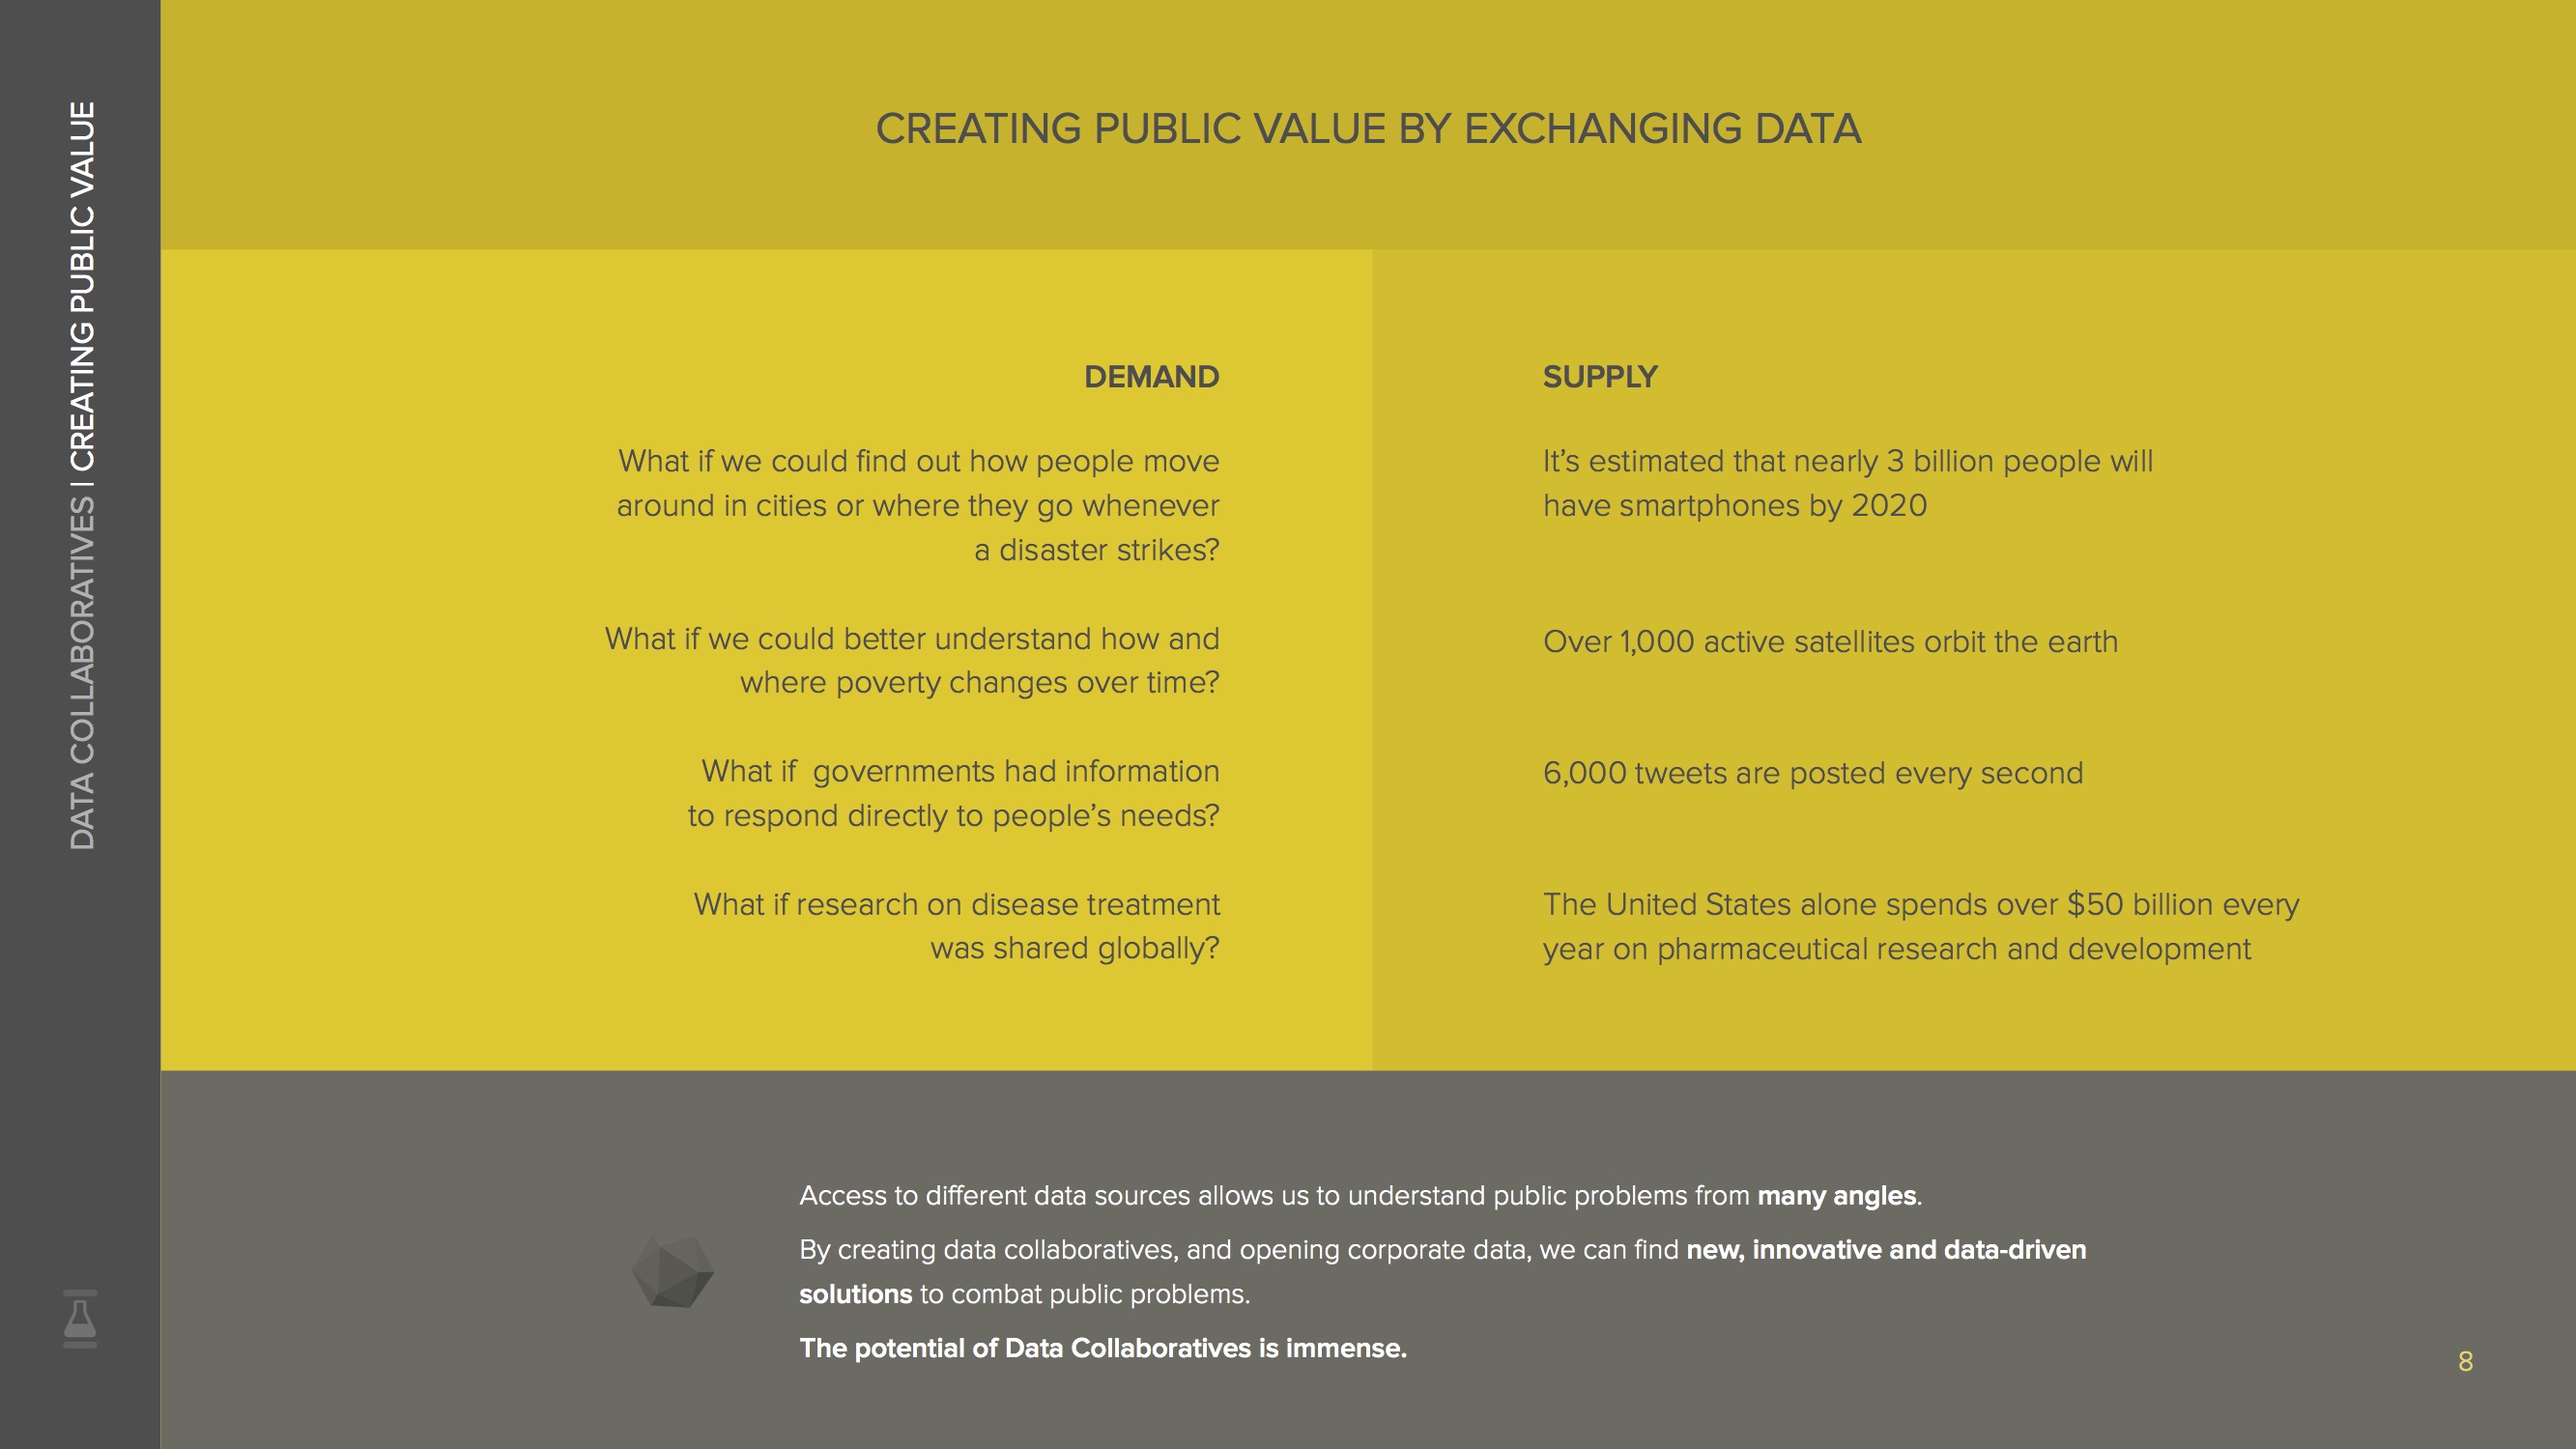 DATA COLLABORATIVES | CREATING PUBLIC VALUE
CREATING PUBLIC VALUE BY EXCHANGING DATA
DEMAND
What if we could find out how people move
around in cities or where they go whenever
a disaster strikes?
What if we could better understand how and
where poverty changes over time?
What if  governments had information
to respond directly to people’s needs?
What if research on disease treatment
was shared globally?
SUPPLY
It’s estimated that nearly 3 billion people will
have smartphones by 2020
Over 1,000 active satellites orbit the earth
6,000 tweets are posted every second
The United States alone spends over $50 billion every
year on pharmaceutical research and development
Access to different data sources allows us to understand public problems from many angles.
By creating data collaboratives, and opening corporate data, we can find new, innovative and data-driven
solutions to combat public problems.
The potential of Data Collaboratives is immense.
8